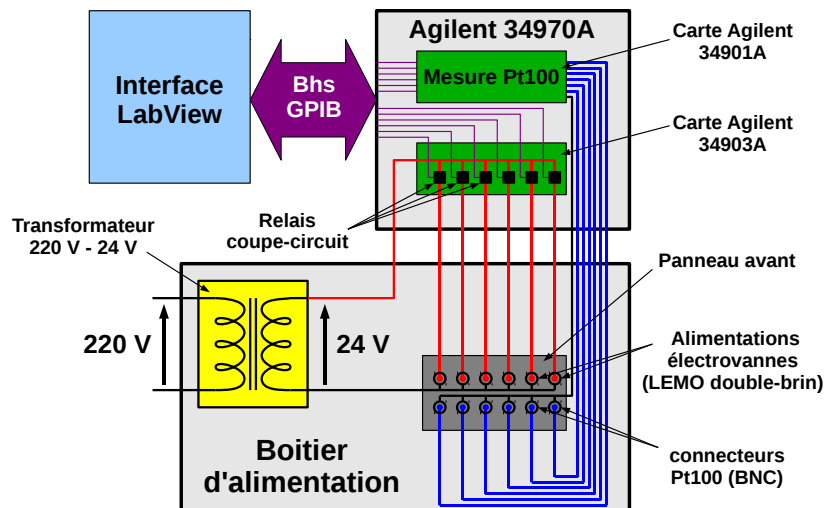 Agilent 34970A
Carte Agilent
34901A
Interface
LabView
Bhs
GPIB
Mesure Pt100
Carte Agilent
34903A
Relais
coupe-circuit
Transformateur
220 V - 24 V
Panneau avant
220 V
24 V
Alimentations
électrovannes
(LEMO double-brin)
Boitier
d'alimentation
connecteurs
Pt100 (BNC)